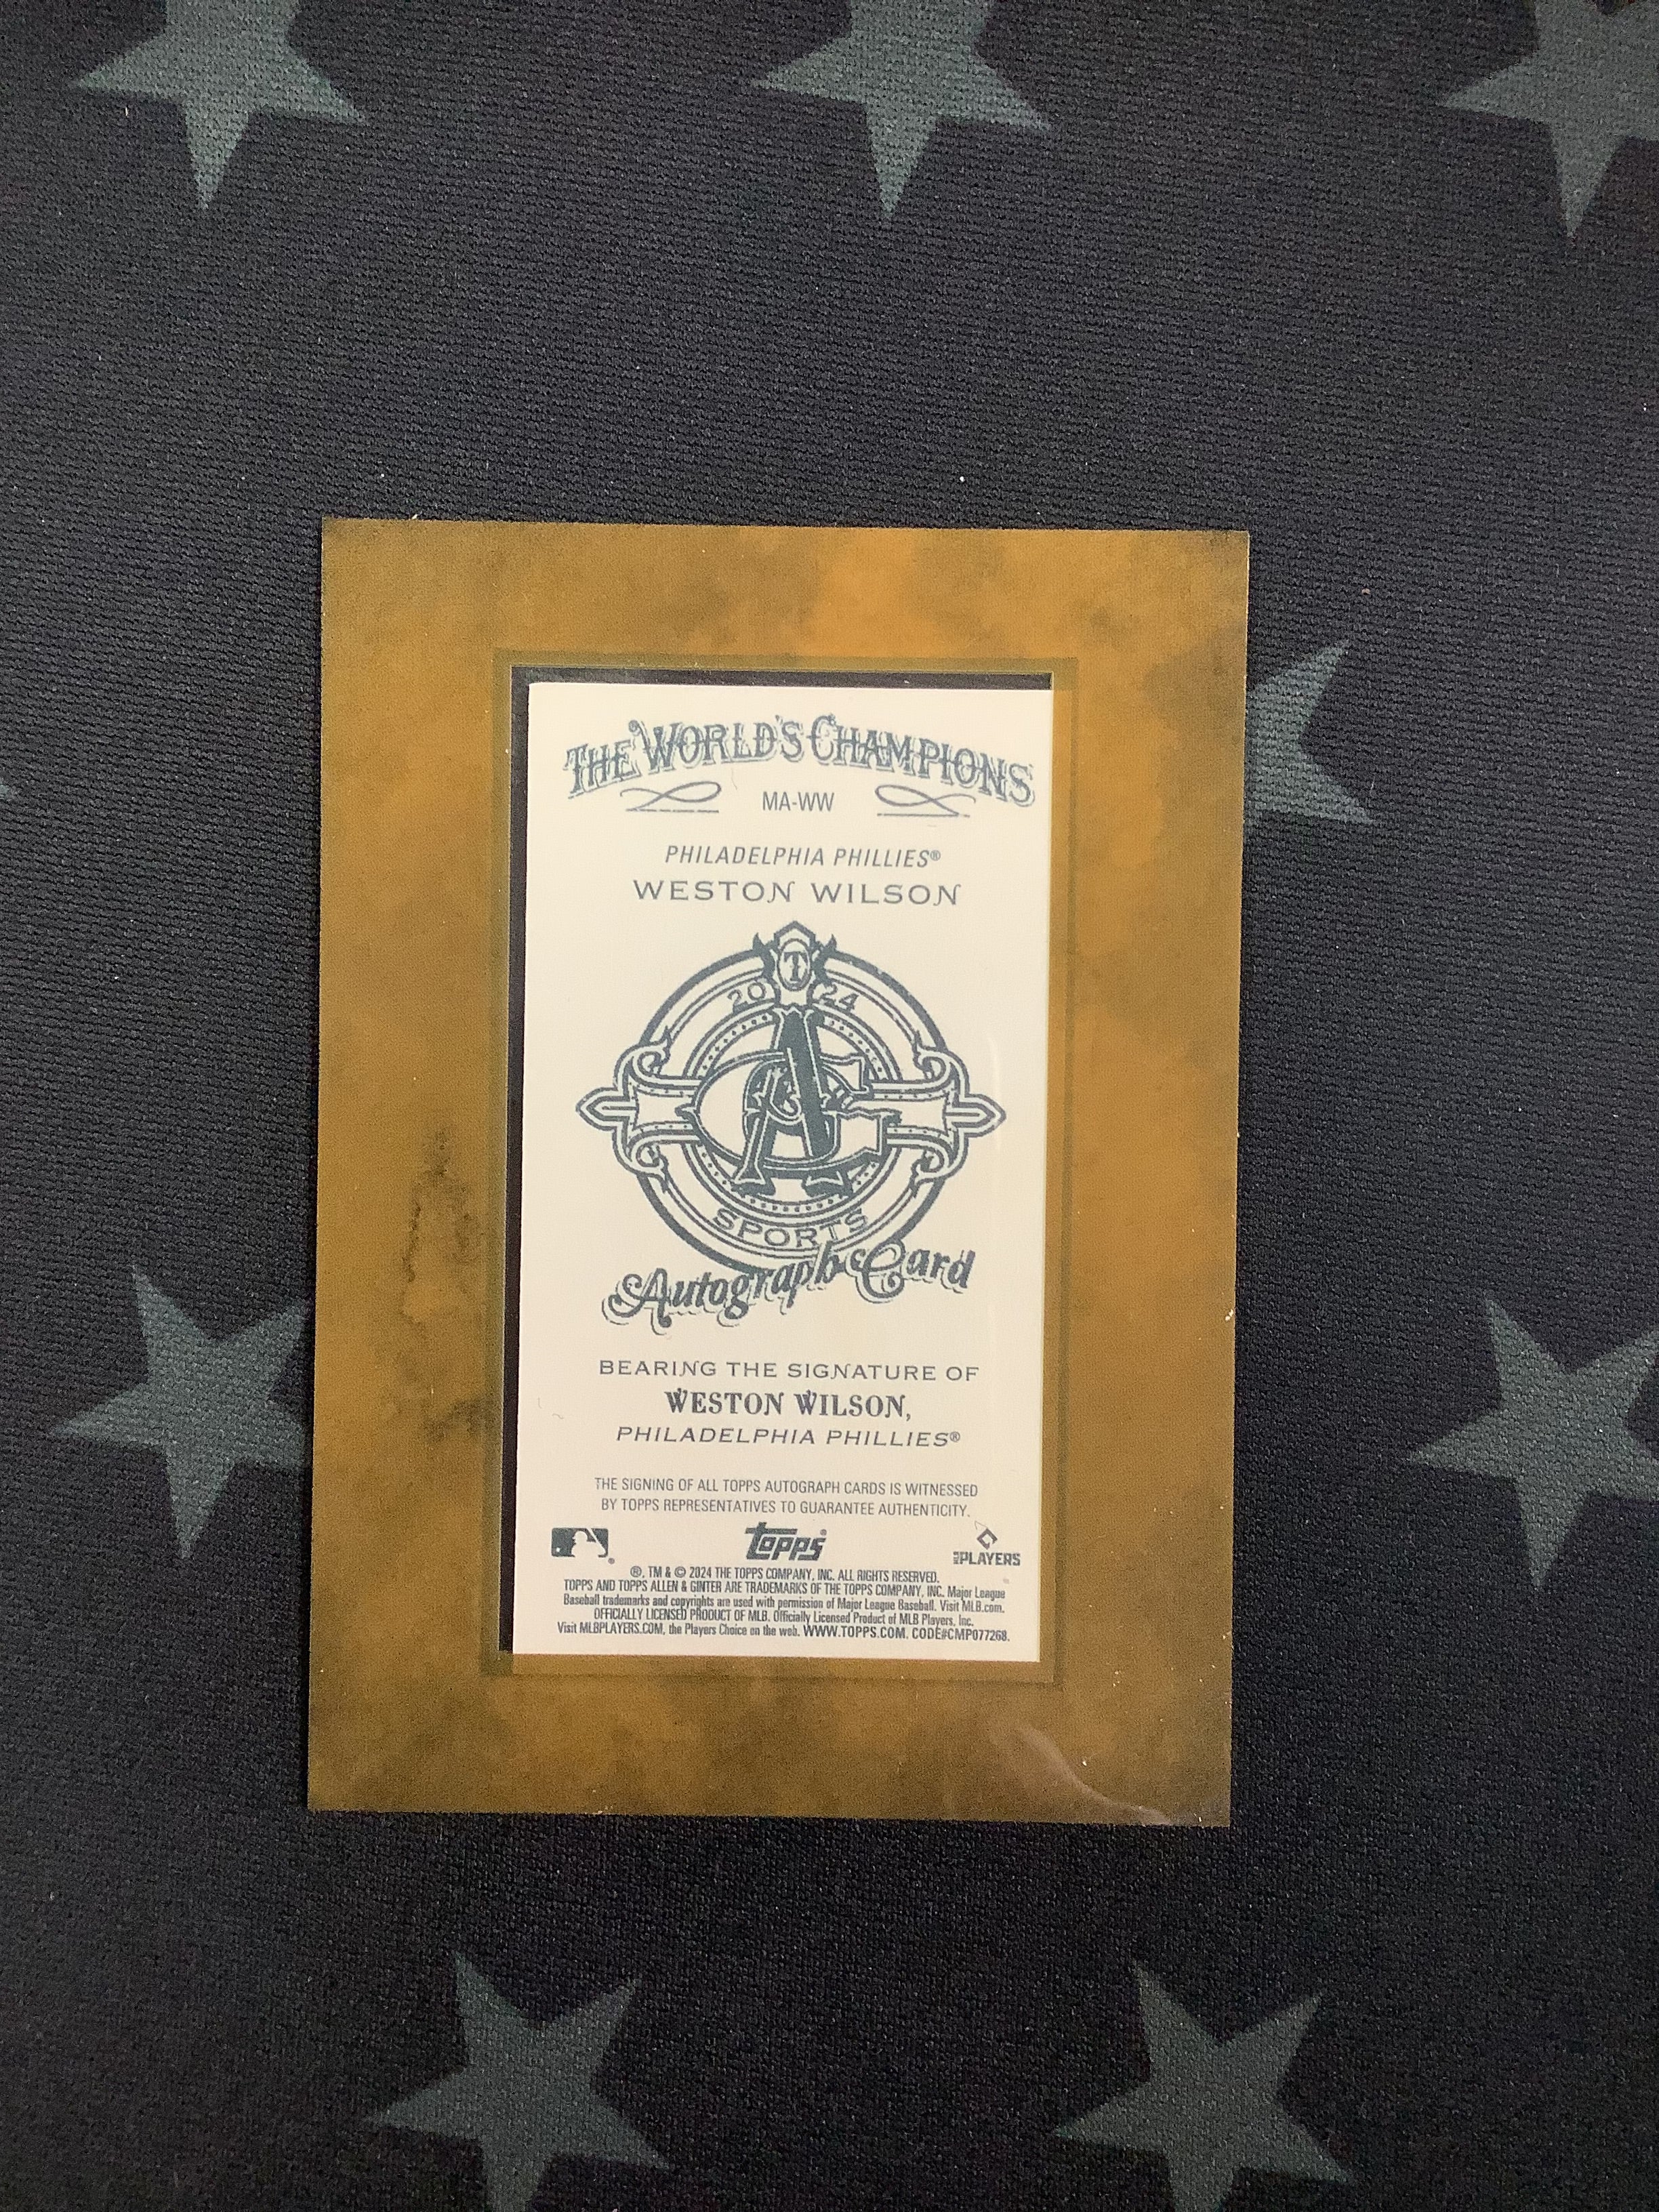 THE WORLD'S CHAMPIONS
MA-WW
PHILADELPHIA PHILLIES®
WESTON WILSON
T
20 24
A&G
SPORTS
Autograph Card
BEARING THE SIGNATURE OF
WESTON WILSON,
PHILADELPHIA PHILLIES®
THE SIGNING OF ALL TOPPS AUTOGRAPH CARDS IS WITNESSED
BY TOPPS REPRESENTATIVES TO GUARANTEE AUTHENTICITY.
topps® PLAYERS
®, TM & © 2024 THE TOPPS COMPANY, INC. ALL RIGHTS RESERVED.
TOPPS AND TOPPS ALLEN & GINTER ARE TRADEMARKS OF THE TOPPS COMPANY, INC. Major League
Baseball trademarks and copyrights are used with permission of Major League Baseball. Visit MLB.com.
OFFICIALLY LICENSED PRODUCT OF MLB. Officially Licensed Product of MLB Players, Inc.
Visit MLBPLAYERS.COM, the Players Choice on the web. WWW.TOPPS.COM. CODE#CMP077268.